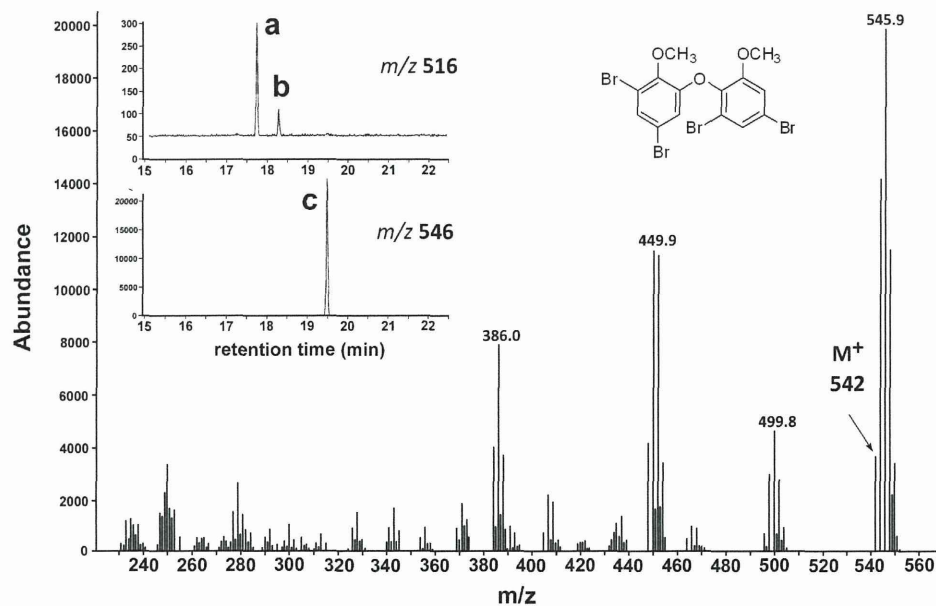 20000
18000
16000
14000
12000
10000
8000
6000
4000
2000
0
Abundance
300
250
200
150
100
50
0
a
b
m/z 516
15 16 17 18 19 20 21 22
20000
15000
10000
5000
0
c
m/z 546
15 16 17 18 19 20 21 22
retention time (min)
OCH3 OCH3
Br O
Br Br
Br
545.9
449.9
386.0
499.8
M+
542
240 260 280 300 320 340 360 380 400 420 440 460 480 500 520 540 560
m/z